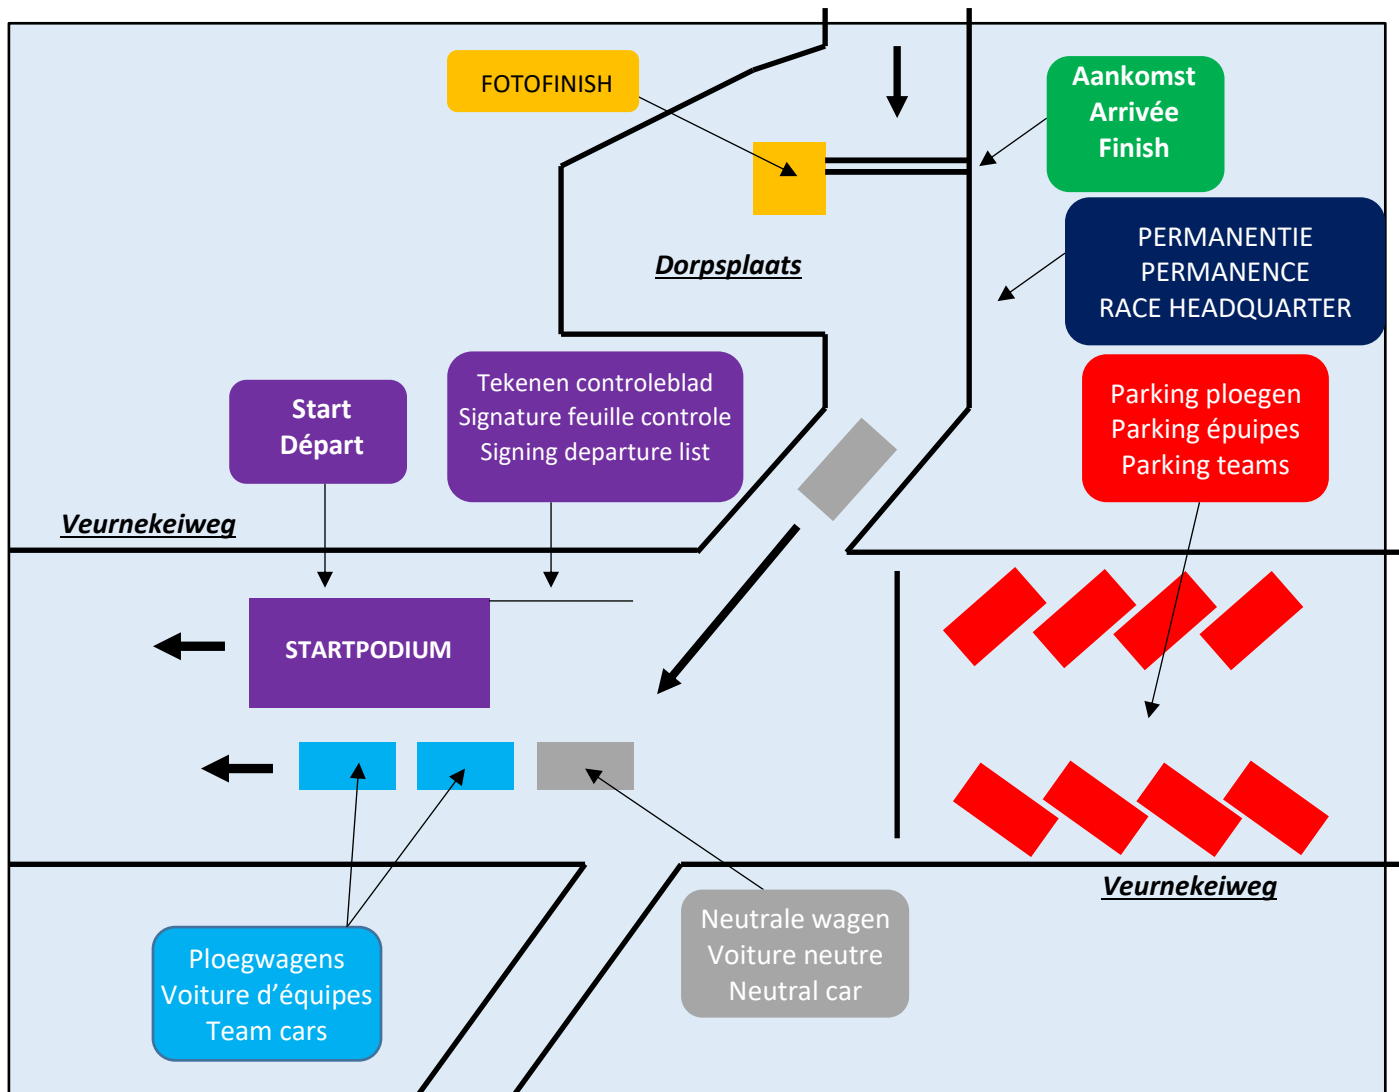 FOTOFINISH
Aankomst
Arrivée
Finish
PERMANENTIE
PERMANENCE
RACE HEADQUARTER
Dorpsplaats
Start
Départ
Tekenen controleblad
Signature feuille controle
Signing departure list
Parking ploegen
Parking épuipes
Parking teams
Veurnekeiweg
STARTPODIUM
Veurnekeiweg
Ploegwagens
Voiture d’équipes
Team cars
Neutrale wagen
Voiture neutre
Neutral car